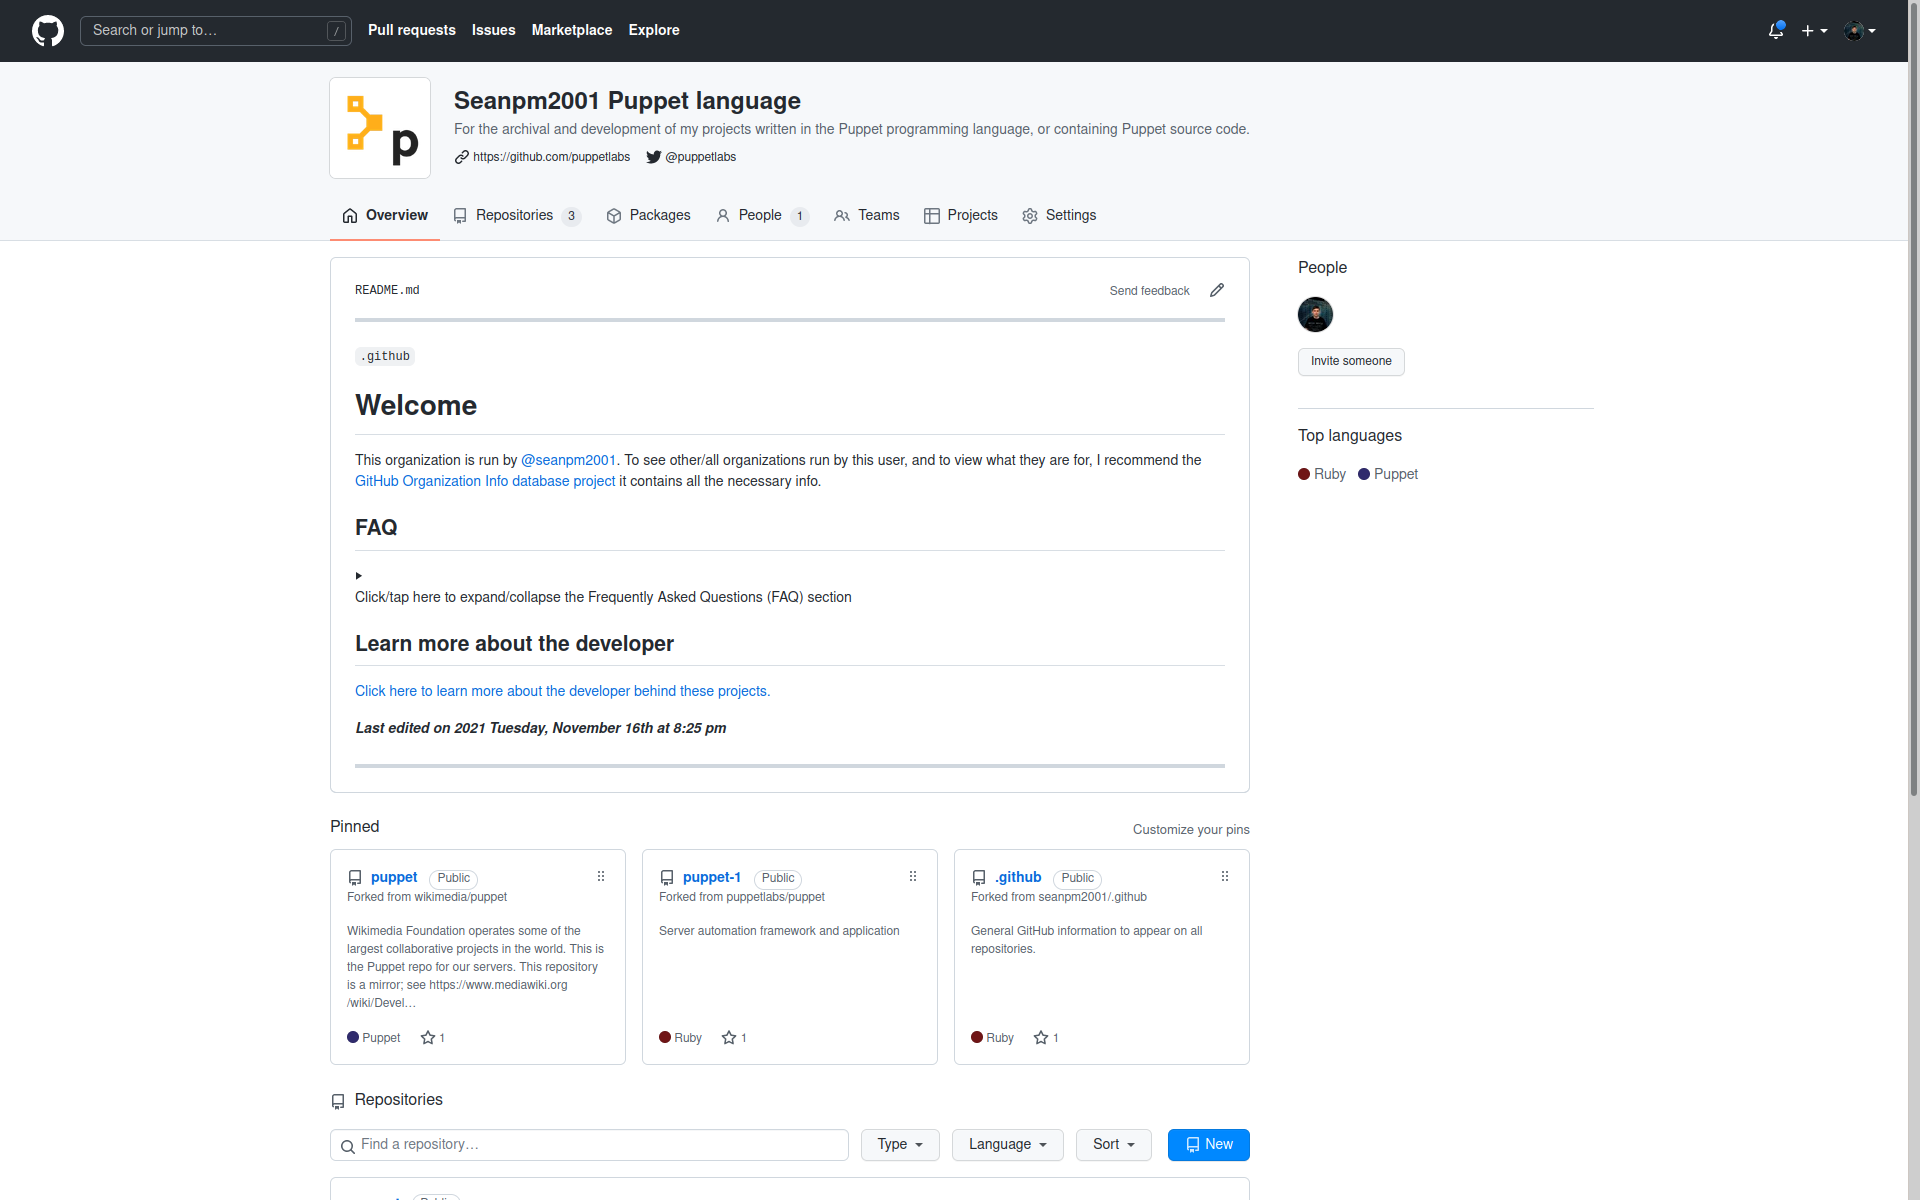 Search or jump to…
/
Pull requests
Issues
Marketplace
Explore
p
Seanpm2001 Puppet language
For the archival and development of my projects written in the Puppet programming language, or containing Puppet source code.
https://github.com/puppetlabs
@puppetlabs
Overview
Repositories 3
Packages
People 1
Teams
Projects
Settings
README.md
Send feedback
.github
Welcome
This organization is run by @seanpm2001. To see other/all organizations run by this user, and to view what they are for, I recommend the
GitHub Organization Info database project it contains all the necessary info.
FAQ
Click/tap here to expand/collapse the Frequently Asked Questions (FAQ) section
Learn more about the developer
Click here to learn more about the developer behind these projects.
Last edited on 2021 Tuesday, November 16th at 8:25 pm
People
Invite someone
Top languages
Ruby
Puppet
Pinned
Customize your pins
puppet Public
Forked from wikimedia/puppet
Wikimedia Foundation operates some of the
largest collaborative projects in the world. This is
the Puppet repo for our servers. This repository
is a mirror; see https://www.mediawiki.org
/wiki/Devel…
Puppet 1
puppet-1 Public
Forked from puppetlabs/puppet
Server automation framework and application
Ruby 1
.github Public
Forked from seanpm2001/.github
General GitHub information to appear on all
repositories.
Ruby 1
Repositories
Find a repository…
Type
Language
Sort
New